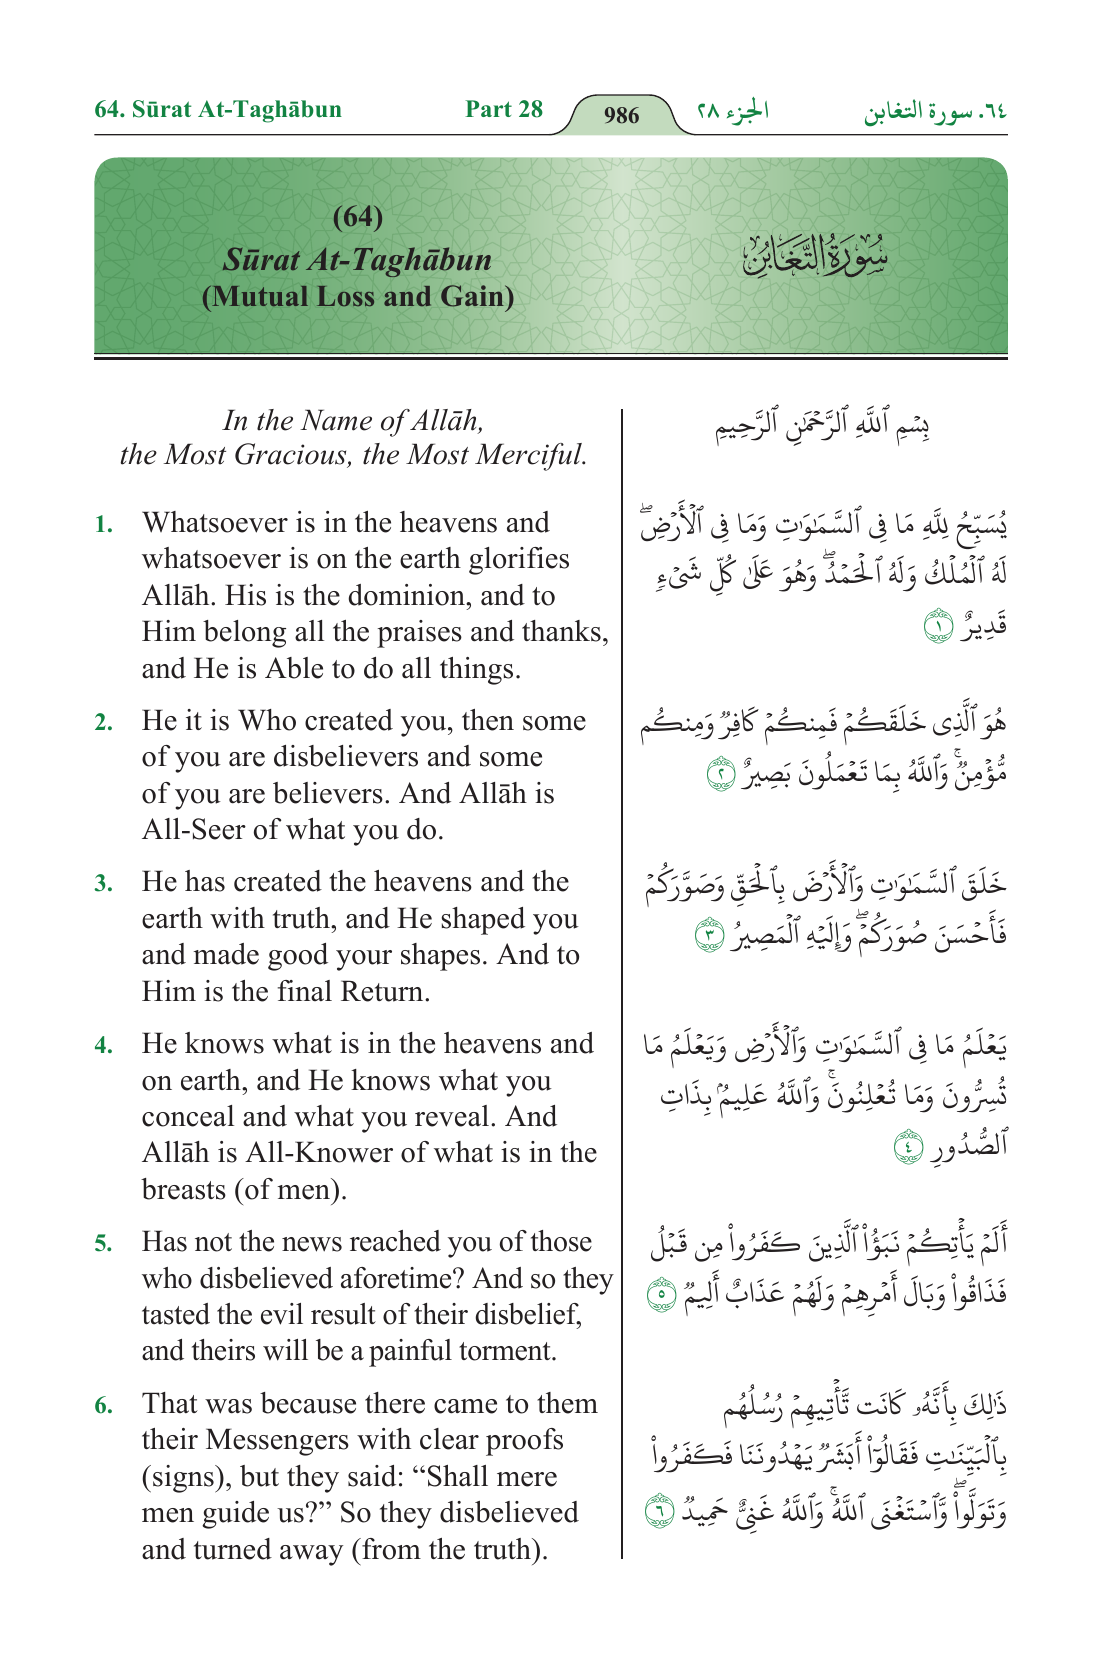 64. Sūrat At-Taghābun Part 28 986 الجزء ٢٨ ٦٤. سورة التغابن
(64)
Sūrat At-Taghābun
(Mutual Loss and Gain)
سُورَةُ التَّغَابُنِ
In the Name of Allāh,
the Most Gracious, the Most Merciful.
1. Whatsoever is in the heavens and
whatsoever is on the earth glorifies
Allāh. His is the dominion, and to
Him belong all the praises and thanks,
and He is Able to do all things.
2. He it is Who created you, then some
of you are disbelievers and some
of you are believers. And Allāh is
All-Seer of what you do.
3. He has created the heavens and the
earth with truth, and He shaped you
and made good your shapes. And to
Him is the final Return.
4. He knows what is in the heavens and
on earth, and He knows what you
conceal and what you reveal. And
Allāh is All-Knower of what is in the
breasts (of men).
5. Has not the news reached you of those
who disbelieved aforetime? And so they
tasted the evil result of their disbelief,
and theirs will be a painful torment.
6. That was because there came to them
their Messengers with clear proofs
(signs), but they said: “Shall mere
men guide us?” So they disbelieved
and turned away (from the truth).
بِسْمِ ٱللَّهِ ٱلرَّحْمَٰنِ ٱلرَّحِيمِ
يُسَبِّحُ لِلَّهِ مَا فِى ٱلسَّمَٰوَٰتِ وَمَا فِى ٱلْأَرْضِ ۖ
لَهُ ٱلْمُلْكُ وَلَهُ ٱلْحَمْدُ ۖ وَهُوَ عَلَىٰ كُلِّ شَىْءٍ
قَدِيرٌ ١
هُوَ ٱلَّذِى خَلَقَكُمْ فَمِنكُمْ كَافِرٌ وَمِنكُم
مُّؤْمِنٌ ۚ وَٱللَّهُ بِمَا تَعْمَلُونَ بَصِيرٌ ٢
خَلَقَ ٱلسَّمَٰوَٰتِ وَٱلْأَرْضَ بِٱلْحَقِّ وَصَوَّرَكُمْ
فَأَحْسَنَ صُوَرَكُمْ ۖ وَإِلَيْهِ ٱلْمَصِيرُ ٣
يَعْلَمُ مَا فِى ٱلسَّمَٰوَٰتِ وَٱلْأَرْضِ وَيَعْلَمُ مَا
تُسِرُّونَ وَمَا تُعْلِنُونَ ۚ وَٱللَّهُ عَلِيمٌۢ بِذَاتِ
ٱلصُّدُورِ ٤
أَلَمْ يَأْتِكُمْ نَبَؤُا۟ ٱلَّذِينَ كَفَرُوا۟ مِن قَبْلُ
فَذَاقُوا۟ وَبَالَ أَمْرِهِمْ وَلَهُمْ عَذَابٌ أَلِيمٌ ٥
ذَٰلِكَ بِأَنَّهُۥ كَانَت تَّأْتِيهِمْ رُسُلُهُم
بِٱلْبَيِّنَٰتِ فَقَالُوٓا۟ أَبَشَرٌ يَهْدُونَنَا فَكَفَرُوا۟
وَتَوَلَّوا۟ ۖ وَّٱسْتَغْنَى ٱللَّهُ ۚ وَٱللَّهُ غَنِىٌّ حَمِيدٌ ٦